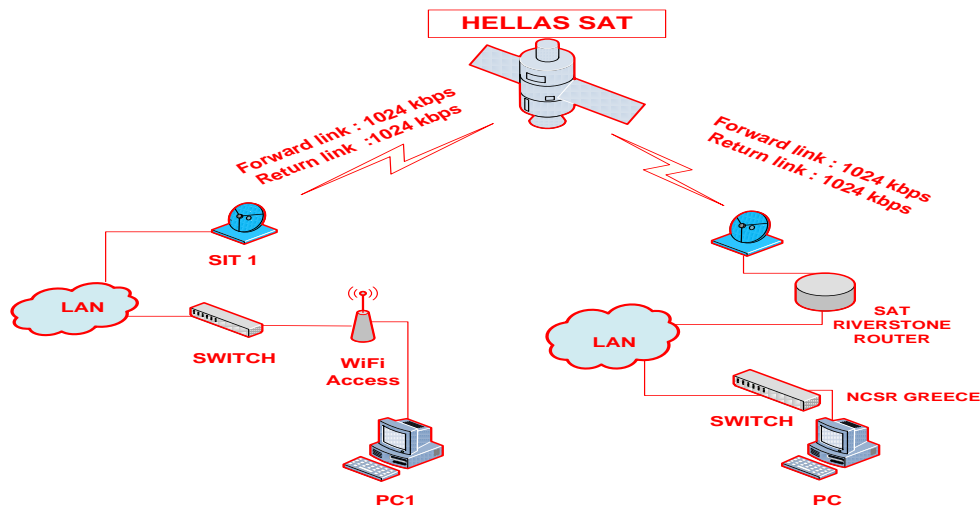 HELLAS SAT
Forward link : 1024 kbps
Return link :1024 kbps
Forward link : 1024 kbps
Return link : 1024 kbps
SIT 1
LAN
SWITCH
WiFi
Access
PC1
SAT
RIVERSTONE
ROUTER
LAN
NCSR GREECE
SWITCH
PC